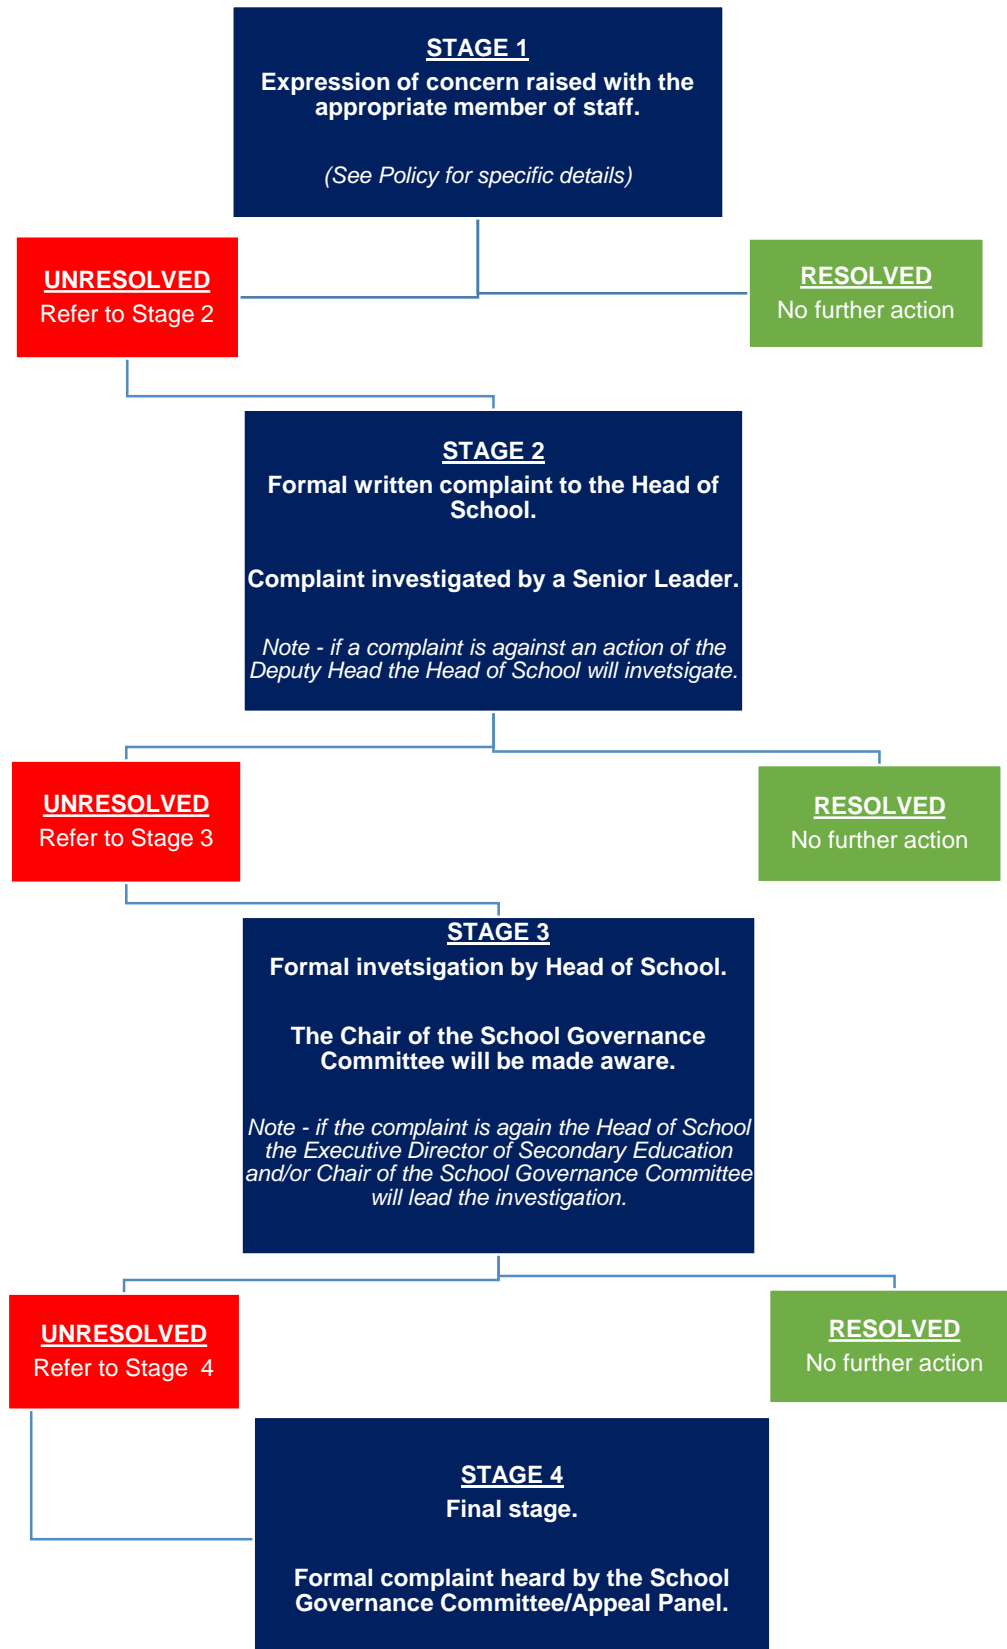 STAGE 1
Expression of concern raised with the
appropriate member of staff.
(See Policy for specific details)
UNRESOLVED
Refer to Stage 2
RESOLVED
No further action
STAGE 2
Formal written complaint to the Head of
School.
Complaint investigated by a Senior Leader.
Note - if a complaint is against an action of the
Deputy Head the Head of School will invetsigate.
UNRESOLVED
Refer to Stage 3
RESOLVED
No further action
STAGE 3
Formal invetsigation by Head of School.
The Chair of the School Governance
Committee will be made aware.
Note - if the complaint is again the Head of School
the Executive Director of Secondary Education
and/or Chair of the School Governance Committee
will lead the investigation.
UNRESOLVED
Refer to Stage  4
RESOLVED
No further action
STAGE 4
Final stage.
Formal complaint heard by the School
Governance Committee/Appeal Panel.